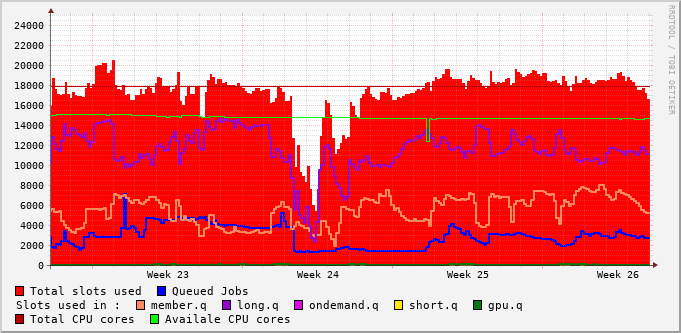 24000
22000
20000
18000
16000
14000
12000
10000
8000
6000
4000
2000
0
Week 23 Week 24 Week 25 Week 26
Total slots used Queued Jobs
Slots used in : member.q long.q ondemand.q short.q gpu.q
Total CPU cores Availale CPU cores
RRDTOOL / TOBI OETIKER